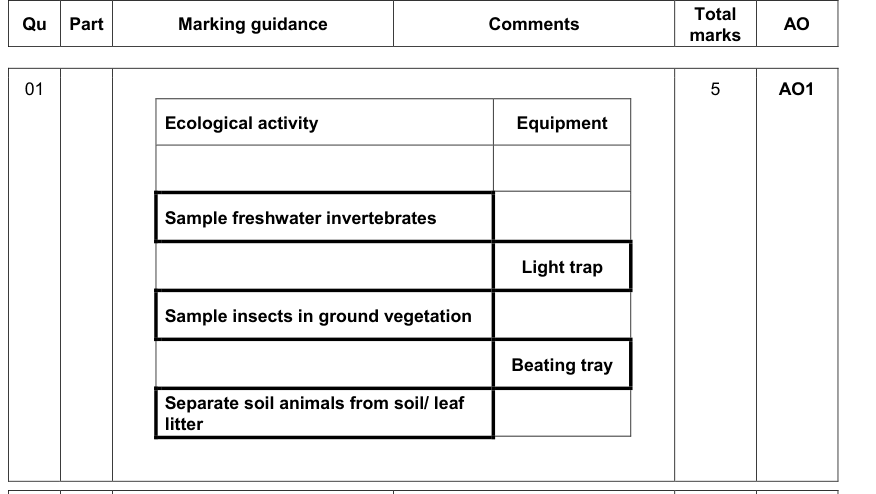 Qu Part Marking guidance Comments Total marks AO
01 5 AO1
Ecological activity Equipment
Sample freshwater invertebrates
Light trap
Sample insects in ground vegetation
Beating tray
Separate soil animals from soil/ leaf
litter